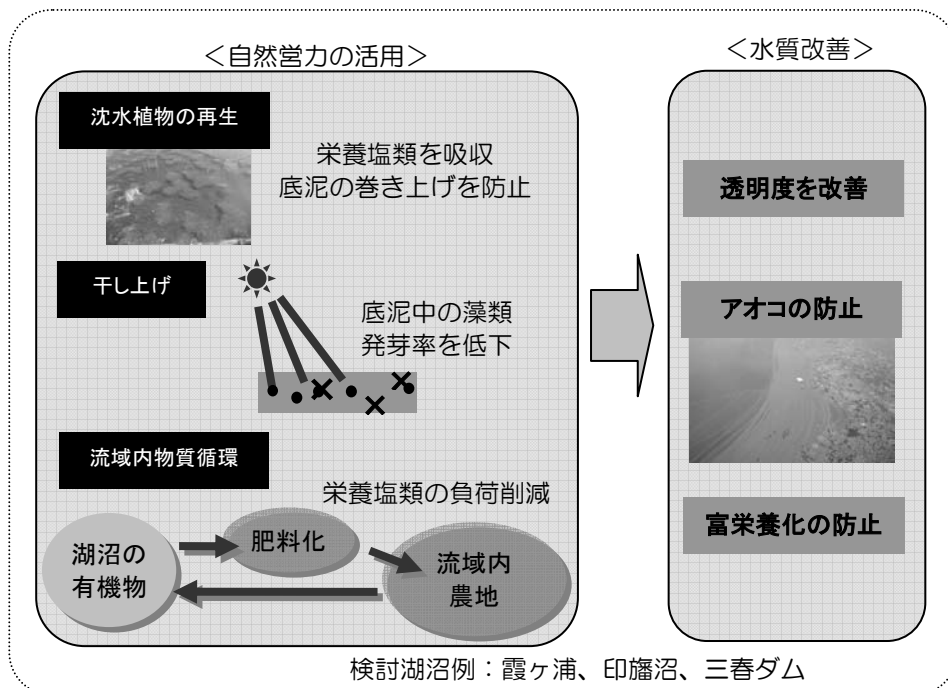 ＜自然営力の活用＞
沈水植物の再生
栄養塩類を吸収
底泥の巻き上げを防止
干し上げ
底泥中の藻類
発芽率を低下
流域内物質循環
栄養塩類の負荷削減
湖沼の
有機物
肥料化
流域内
農地
＜水質改善＞
透明度を改善
アオコの防止
富栄養化の防止
検討湖沼例：霞ヶ浦、印旛沼、三春ダム